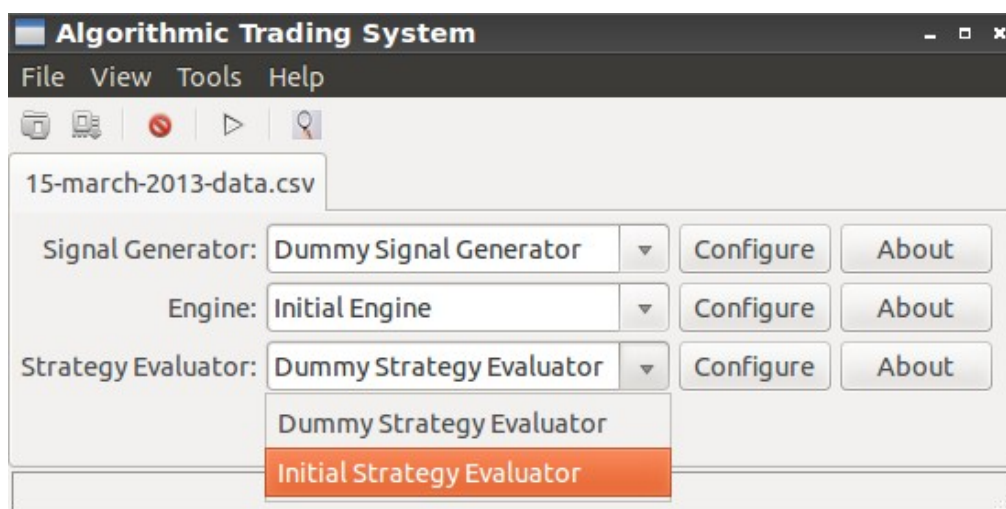 Algorithmic Trading System
File View Tools Help
15-march-2013-data.csv
Signal Generator: Dummy Signal Generator Configure About
Engine: Initial Engine Configure About
Strategy Evaluator: Dummy Strategy Evaluator Configure About
Dummy Strategy Evaluator
Initial Strategy Evaluator